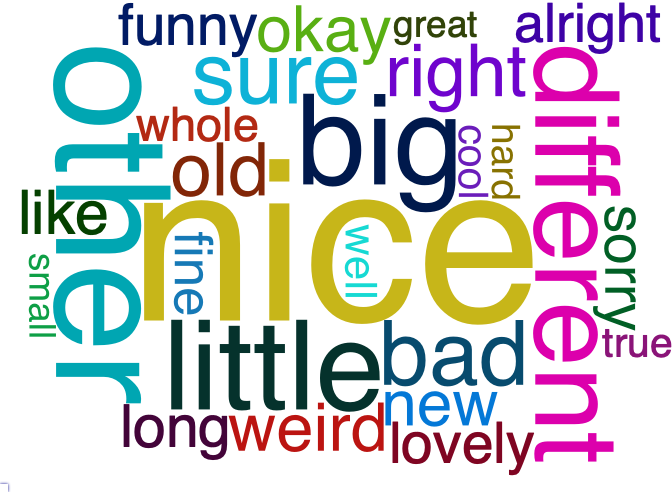 funny okay great alright
sure right
other
different
whole
big
cool
hard
old
nice
like
fine
well
sorry
small
little
bad
true
new
long weird lovely